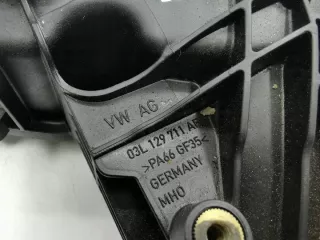 VW AG
03L 129 711 AF
>PA66 GF35<
GERMANY
MHO